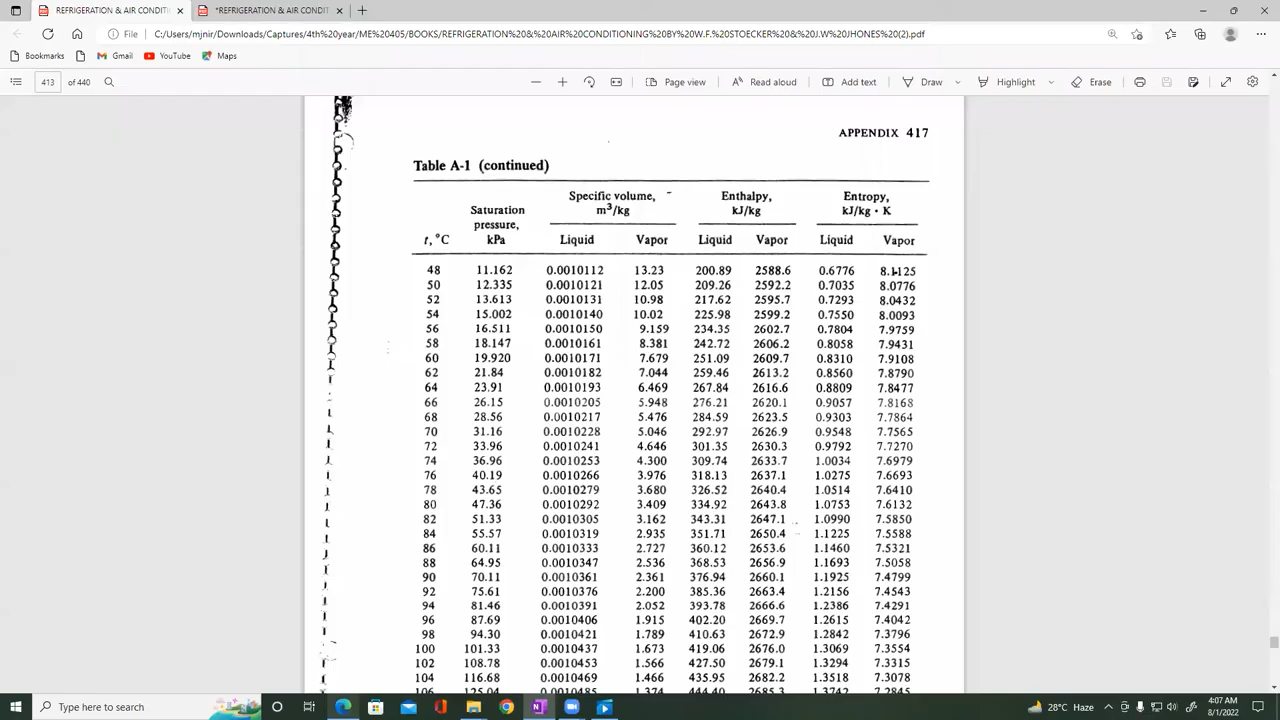 REFRIGERATION & AIR CONDITION
*REFRIGERATION & AIR CONDIT
File
C:/Users/mjnir/Downloads/Captures/4th%20year/ME%20405/BOOKS/REFRIGERATION%20&%20AIR%20CONDITIONING%20BY%20W.F.%20STOECKER%20&%20J.W%20JHONES%20(2).pdf
Bookmarks Gmail YouTube Maps
413 of 440 Page view Read aloud Add text Draw Highlight Erase
APPENDIX 417
Table A-1 (continued)
Specific volume, Enthalpy, Entropy,
Saturation m3/kg kJ/kg kJ/kg · K
pressure,
t, °C kPa Liquid Vapor Liquid Vapor Liquid Vapor
48 11.162 0.0010112 13.23 200.89 2588.6 0.6776 8.1125
50 12.335 0.0010121 12.05 209.26 2592.2 0.7035 8.0776
52 13.613 0.0010131 10.98 217.62 2595.7 0.7293 8.0432
54 15.002 0.0010140 10.02 225.98 2599.2 0.7550 8.0093
56 16.511 0.0010150 9.159 234.35 2602.7 0.7804 7.9759
58 18.147 0.0010161 8.381 242.72 2606.2 0.8058 7.9431
60 19.920 0.0010171 7.679 251.09 2609.7 0.8310 7.9108
62 21.84 0.0010182 7.044 259.46 2613.2 0.8560 7.8790
64 23.91 0.0010193 6.469 267.84 2616.6 0.8809 7.8477
66 26.15 0.0010205 5.948 276.21 2620.1 0.9057 7.8168
68 28.56 0.0010217 5.476 284.59 2623.5 0.9303 7.7864
70 31.16 0.0010228 5.046 292.97 2626.9 0.9548 7.7565
72 33.96 0.0010241 4.646 301.35 2630.3 0.9792 7.7270
74 36.96 0.0010253 4.300 309.74 2633.7 1.0034 7.6979
76 40.19 0.0010266 3.976 318.13 2637.1 1.0275 7.6693
78 43.65 0.0010279 3.680 326.52 2640.4 1.0514 7.6410
80 47.36 0.0010292 3.409 334.92 2643.8 1.0753 7.6132
82 51.33 0.0010305 3.162 343.31 2647.1 1.0990 7.5850
84 55.57 0.0010319 2.935 351.71 2650.4 1.1225 7.5588
86 60.11 0.0010333 2.727 360.12 2653.6 1.1460 7.5321
88 64.95 0.0010347 2.536 368.53 2656.9 1.1693 7.5058
90 70.11 0.0010361 2.361 376.94 2660.1 1.1925 7.4799
92 75.61 0.0010376 2.200 385.36 2663.4 1.2156 7.4543
94 81.46 0.0010391 2.052 393.78 2666.6 1.2386 7.4291
96 87.69 0.0010406 1.915 402.20 2669.7 1.2615 7.4042
98 94.30 0.0010421 1.789 410.63 2672.9 1.2842 7.3796
100 101.33 0.0010437 1.673 419.06 2676.0 1.3069 7.3554
102 108.78 0.0010453 1.566 427.50 2679.1 1.3294 7.3315
104 116.68 0.0010469 1.466 435.95 2682.2 1.3518 7.3078
106 125.04 0.0010485 1.374 444.40 2685.3 1.3742 7.2845
Type here to search
28°C Haze
4:07 AM
8/1/2022